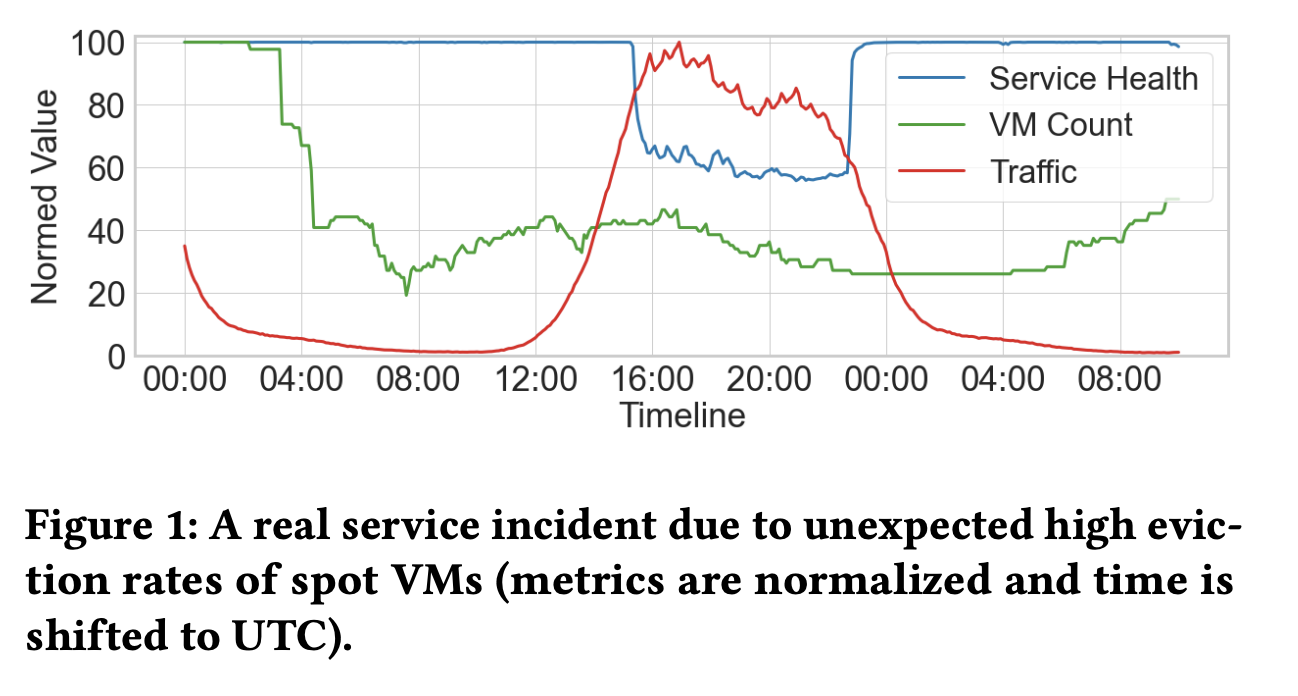 100
80
60
40
20
0
Normed Value
Service Health
VM Count
Traffic
00:00 04:00 08:00 12:00 16:00 20:00 00:00 04:00 08:00
Timeline
Figure 1: A real service incident due to unexpected high evic-
tion rates of spot VMs (metrics are normalized and time is
shifted to UTC).